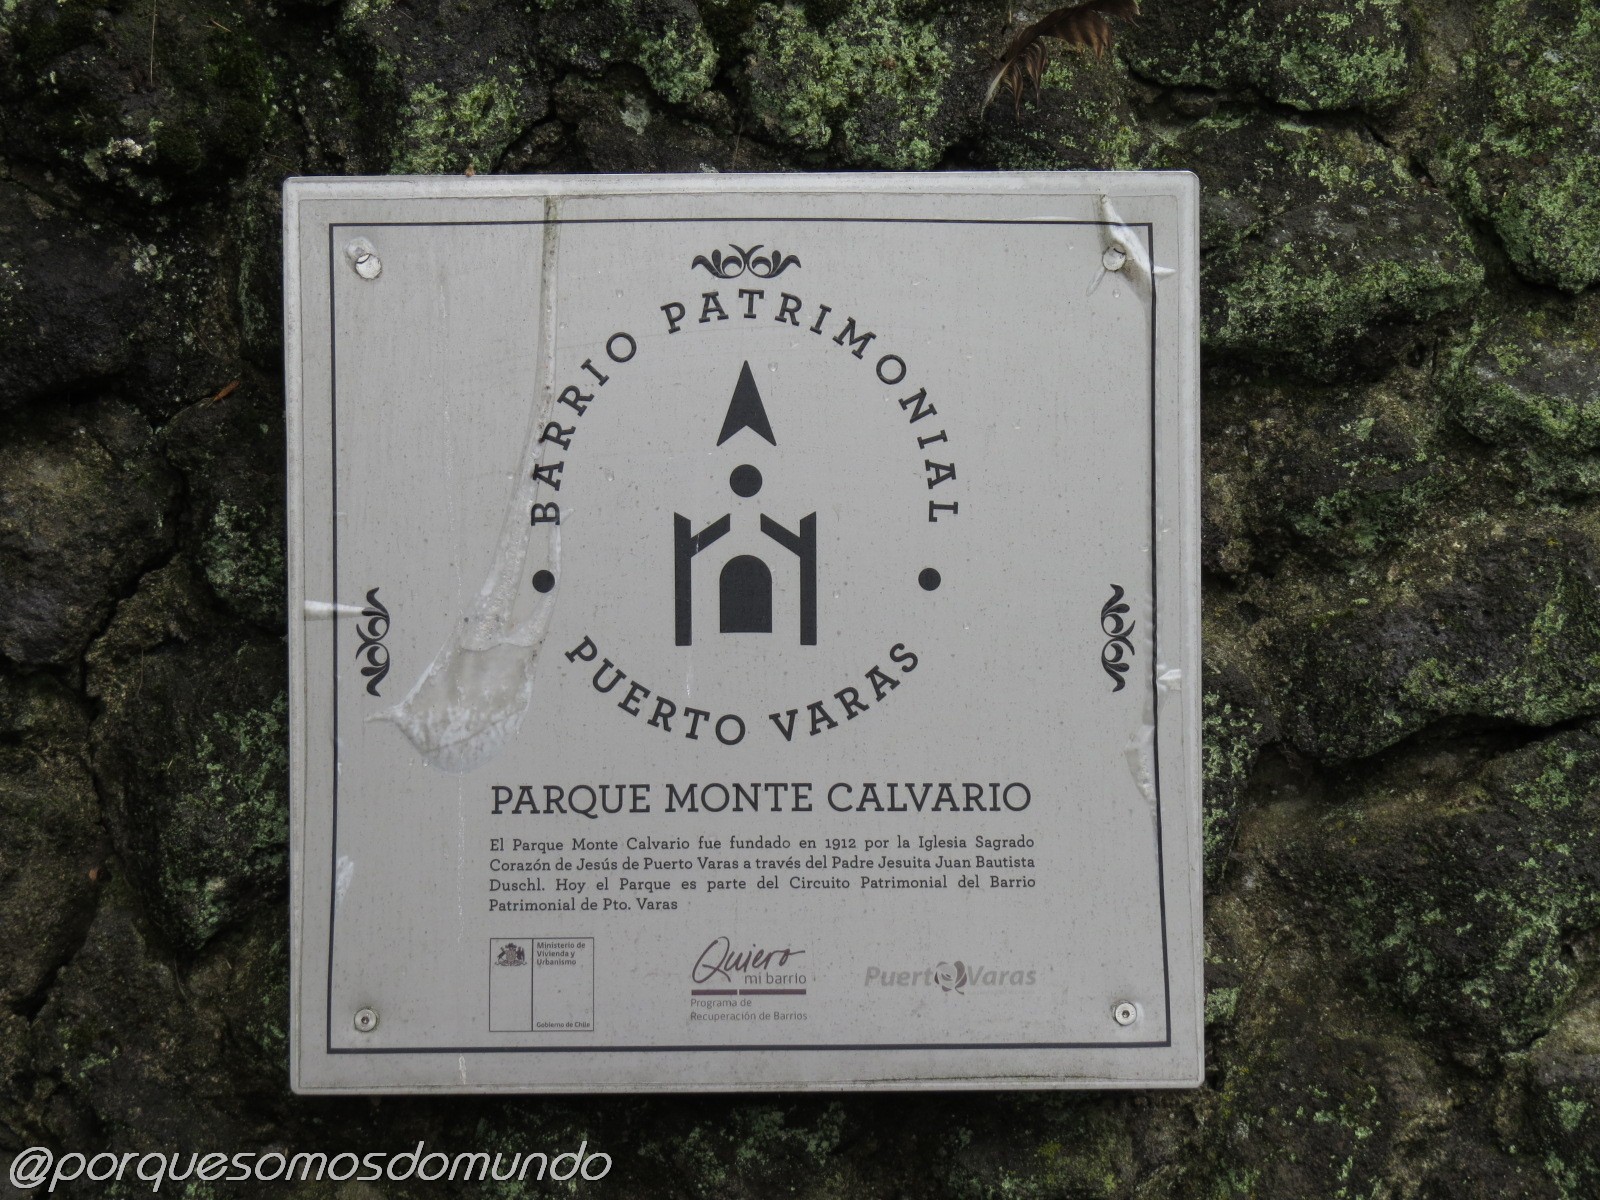 BARRIO PATRIMONIAL
PUERTO VARAS
PARQUE MONTE CALVARIO
El Parque Monte Calvario fue fundado en 1912 por la Iglesia Sagrado
Corazón de Jesús de Puerto Varas a través del Padre Jesuita Juan Bautista
Duschl. Hoy el Parque es parte del Circuito Patrimonial del Barrio
Patrimonial de Pto. Varas
Ministerio de
Vivienda y
Urbanismo
Gobierno de Chile
Quiero
mi barrio
Programa de
Recuperación de Barrios
Puerto Varas
@porquesomosdomundo